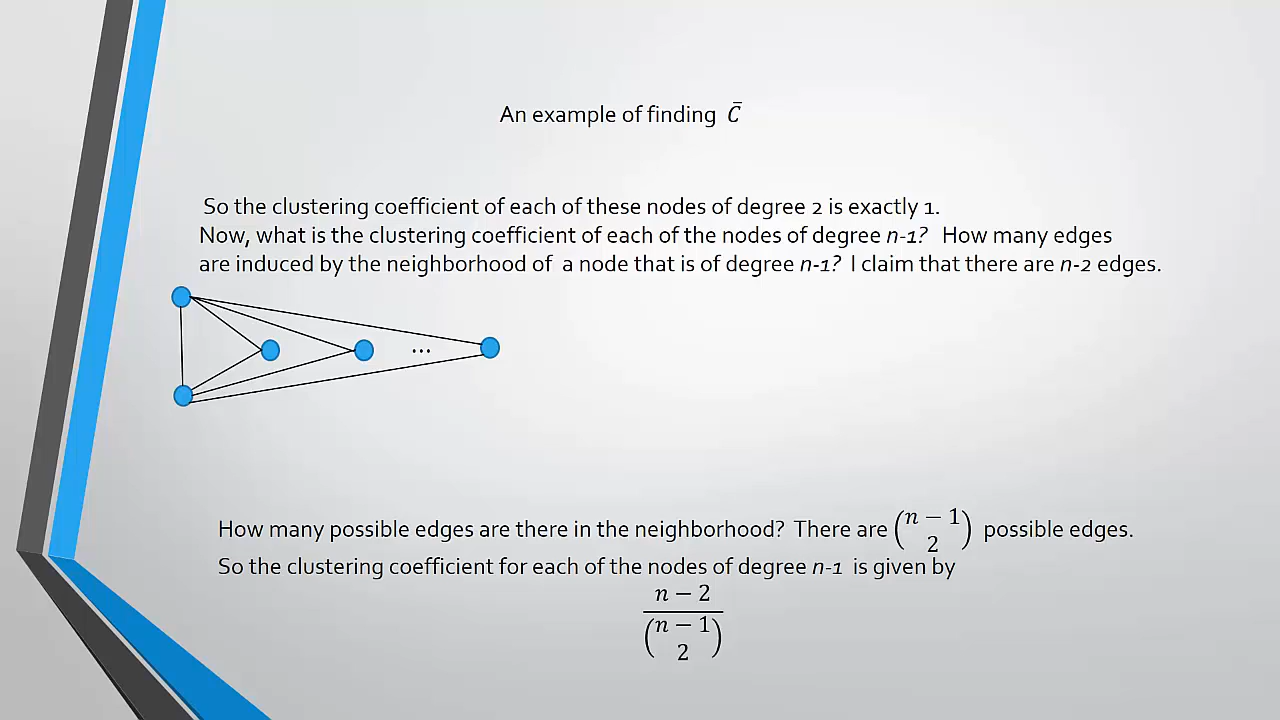 An example of finding C̄
So the clustering coefficient of each of these nodes of degree 2 is exactly 1.
Now, what is the clustering coefficient of each of the nodes of degree n-1? How many edges
are induced by the neighborhood of a node that is of degree n-1? I claim that there are n-2 edges.
...
How many possible edges are there in the neighborhood? There are (n − 1 2) possible edges.
So the clustering coefficient for each of the nodes of degree n-1 is given by
n − 2
(n − 1
2)